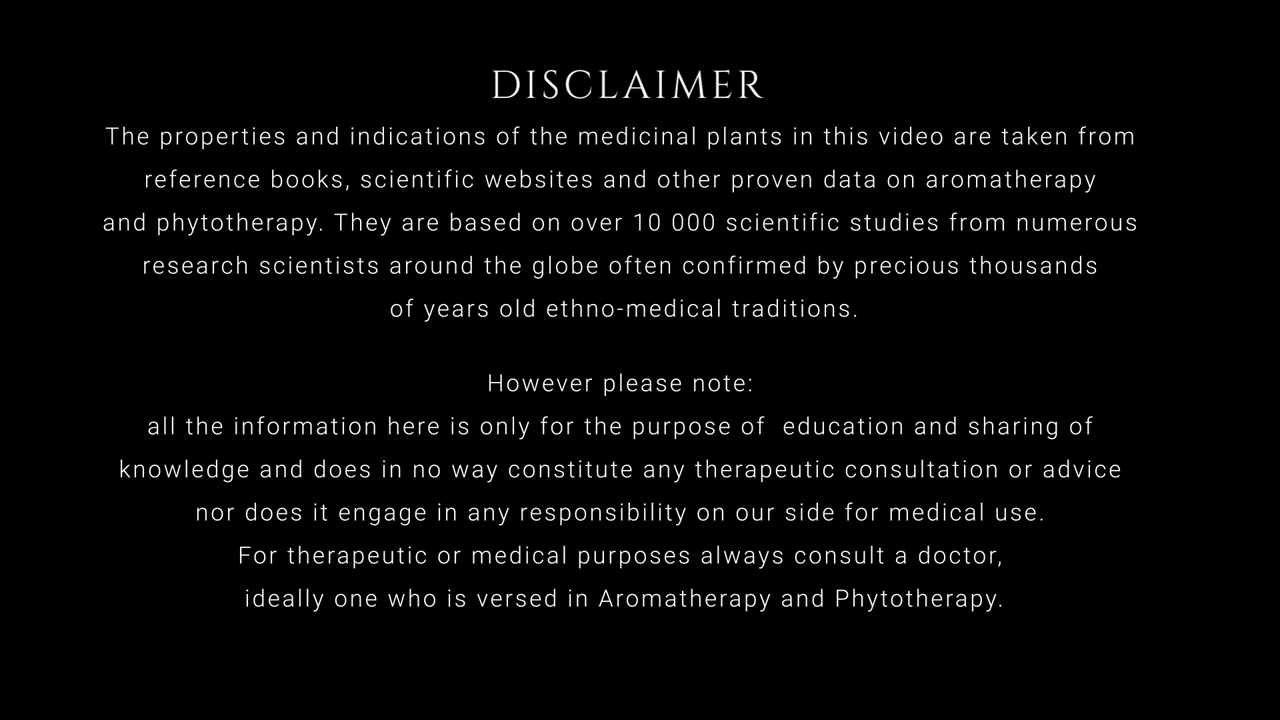 DISCLAIMER
The properties and indications of the medicinal plants in this video are taken from
reference books, scientific websites and other proven data on aromatherapy
and phytotherapy. They are based on over 10 000 scientific studies from numerous
research scientists around the globe often confirmed by precious thousands
of years old ethno-medical traditions.
However please note:
all the information here is only for the purpose of  education and sharing of
knowledge and does in no way constitute any therapeutic consultation or advice
nor does it engage in any responsibility on our side for medical use.
For therapeutic or medical purposes always consult a doctor,
ideally one who is versed in Aromatherapy and Phytotherapy.